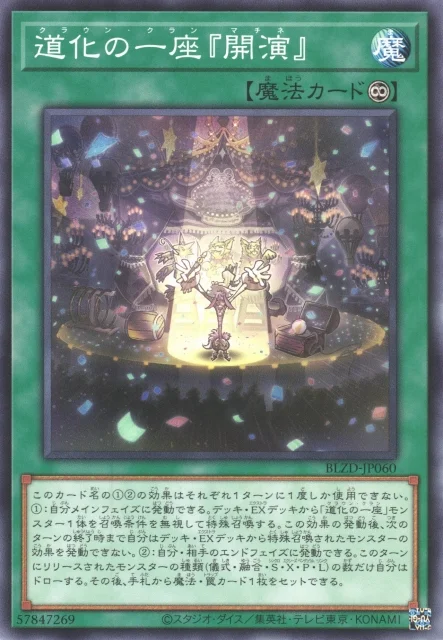 クラウン・クラン マチネ
道化の一座『開演』
魔
まほう
【魔法カード】
BLZD-JP060
このカード名の①②の効果はそれぞれ1ターンに1度しか使用できない。
①:自分メインフェイズに発動できる。デッキ・EXデッキから「道化の一座」モン
スター1体を召喚条件を無視して特殊召喚する。この効果の発動後、次の
ターンの終了時まで自分はデッキ・EXデッキから特殊召喚されたモンスターの
効果を発動できない。②:自分・相手のエンドフェイズに発動できる。このターン
にリリースされたモンスターの種類(儀式・融合・S・X・P・L)の数だけ自分は
ドローする。その後、手札から魔法・罠カード1枚をセットできる。
57847269
©スタジオ・ダイス/集英社・テレビ東京・KONAMI